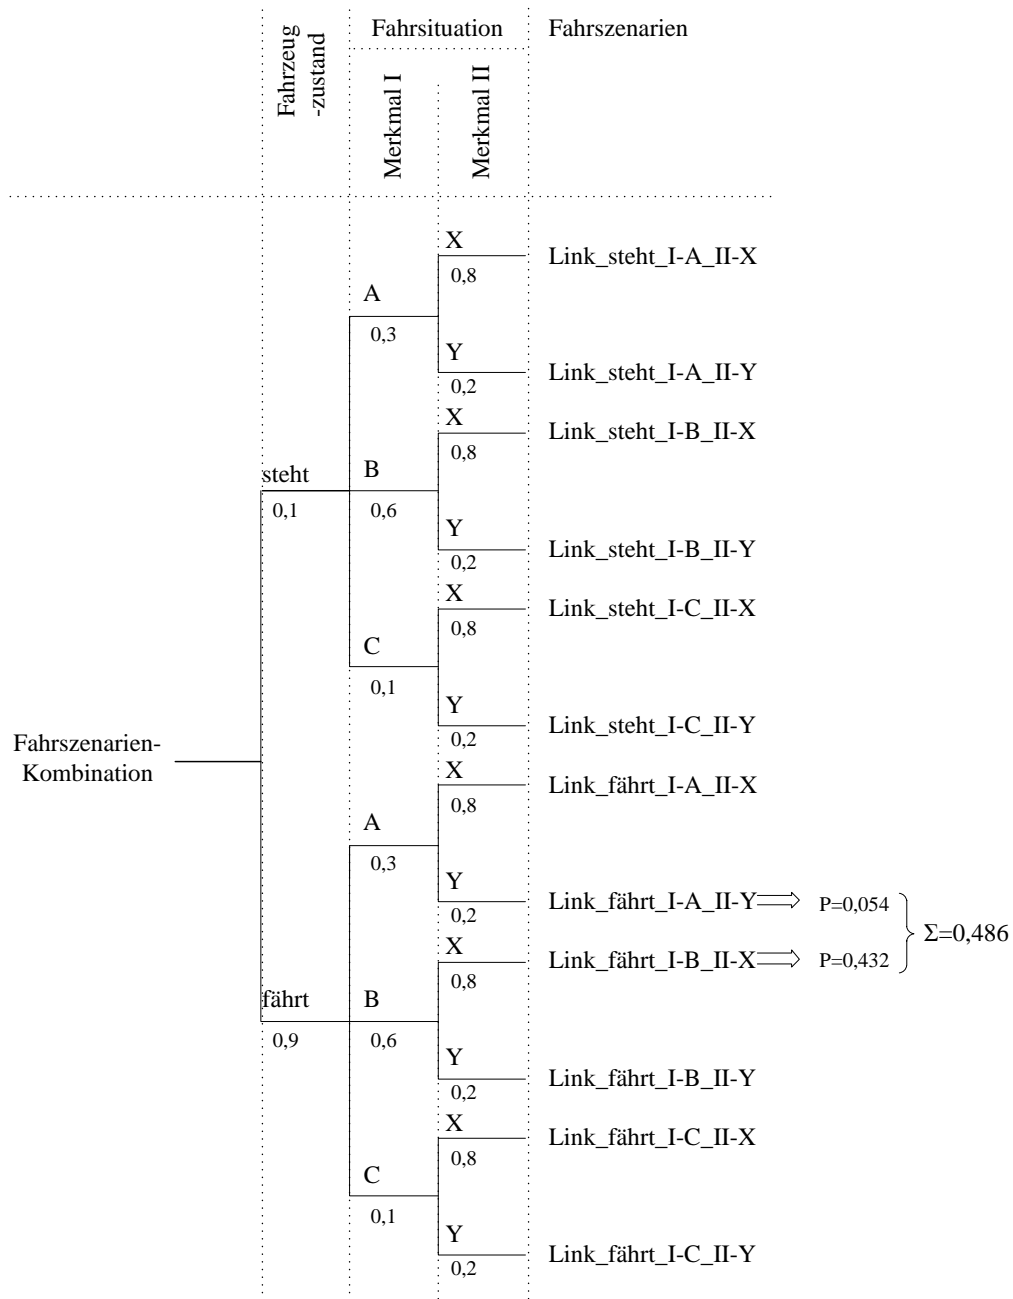 Fahrzeug
-zustand
Fahrsituation
Fahrszenarien
Merkmal I
Merkmal II
X
Link_steht_I-A_II-X
0,8
A
0,3
Y
Link_steht_I-A_II-Y
0,2
X
Link_steht_I-B_II-X
0,8
steht
B
0,1
0,6
Y
Link_steht_I-B_II-Y
0,2
X
Link_steht_I-C_II-X
0,8
C
0,1
Y
Link_steht_I-C_II-Y
0,2
Fahrszenarien-
Kombination
X
Link_fährt_I-A_II-X
0,8
A
0,3
Y
Link_fährt_I-A_II-Y
P=0,054
0,2
Σ=0,486
X
Link_fährt_I-B_II-X
P=0,432
0,8
fährt
B
0,9
0,6
Y
Link_fährt_I-B_II-Y
0,2
X
Link_fährt_I-C_II-X
0,8
C
0,1
Y
Link_fährt_I-C_II-Y
0,2